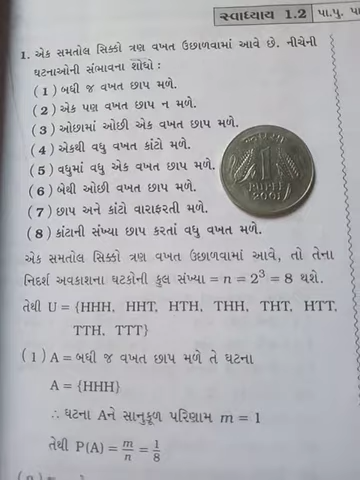 સ્વાધ્યાય 1.2 પા.પુ. પા
1. એક સમતોલ સિક્કો ત્રણ વખત ઉછાળવામાં આવે છે. નીચેની
ઘટનાઓની સંભાવના શોધો :
(1) બધી જ વખત છાપ મળે.
(2) એક પણ વખત છાપ ન મળે.
(3) ઓછામાં ઓછી એક વખત છાપ મળે.
(4) એકથી વધુ વખત કાંટો મળે.
(5) વધુમાં વધુ એક વખત છાપ મળે.
(6) બેથી ઓછી વખત છાપ મળે.
(7) છાપ અને કાંટો વારાફરતી મળે.
(8) કાંટાની સંખ્યા છાપ કરતાં વધુ વખત મળે.
1
RUPEE
2001
એક સમતોલ સિક્કો ત્રણ વખત ઉછાળવામાં આવે, તો તેના
નિદર્શ અવકાશના ઘટકોની કુલ સંખ્યા = n = 2³ = 8 થશે.
તેથી U = {HHH, HHT, HTH, THH, THT, HTT,
TTH, TTT}
(1) A = બધી જ વખત છાપ મળે તે ઘટના
A = {HHH}
∴ ઘટના Aને સાનુકૂળ પરિણામ m = 1
તેથી P(A) = m/n = 1/8